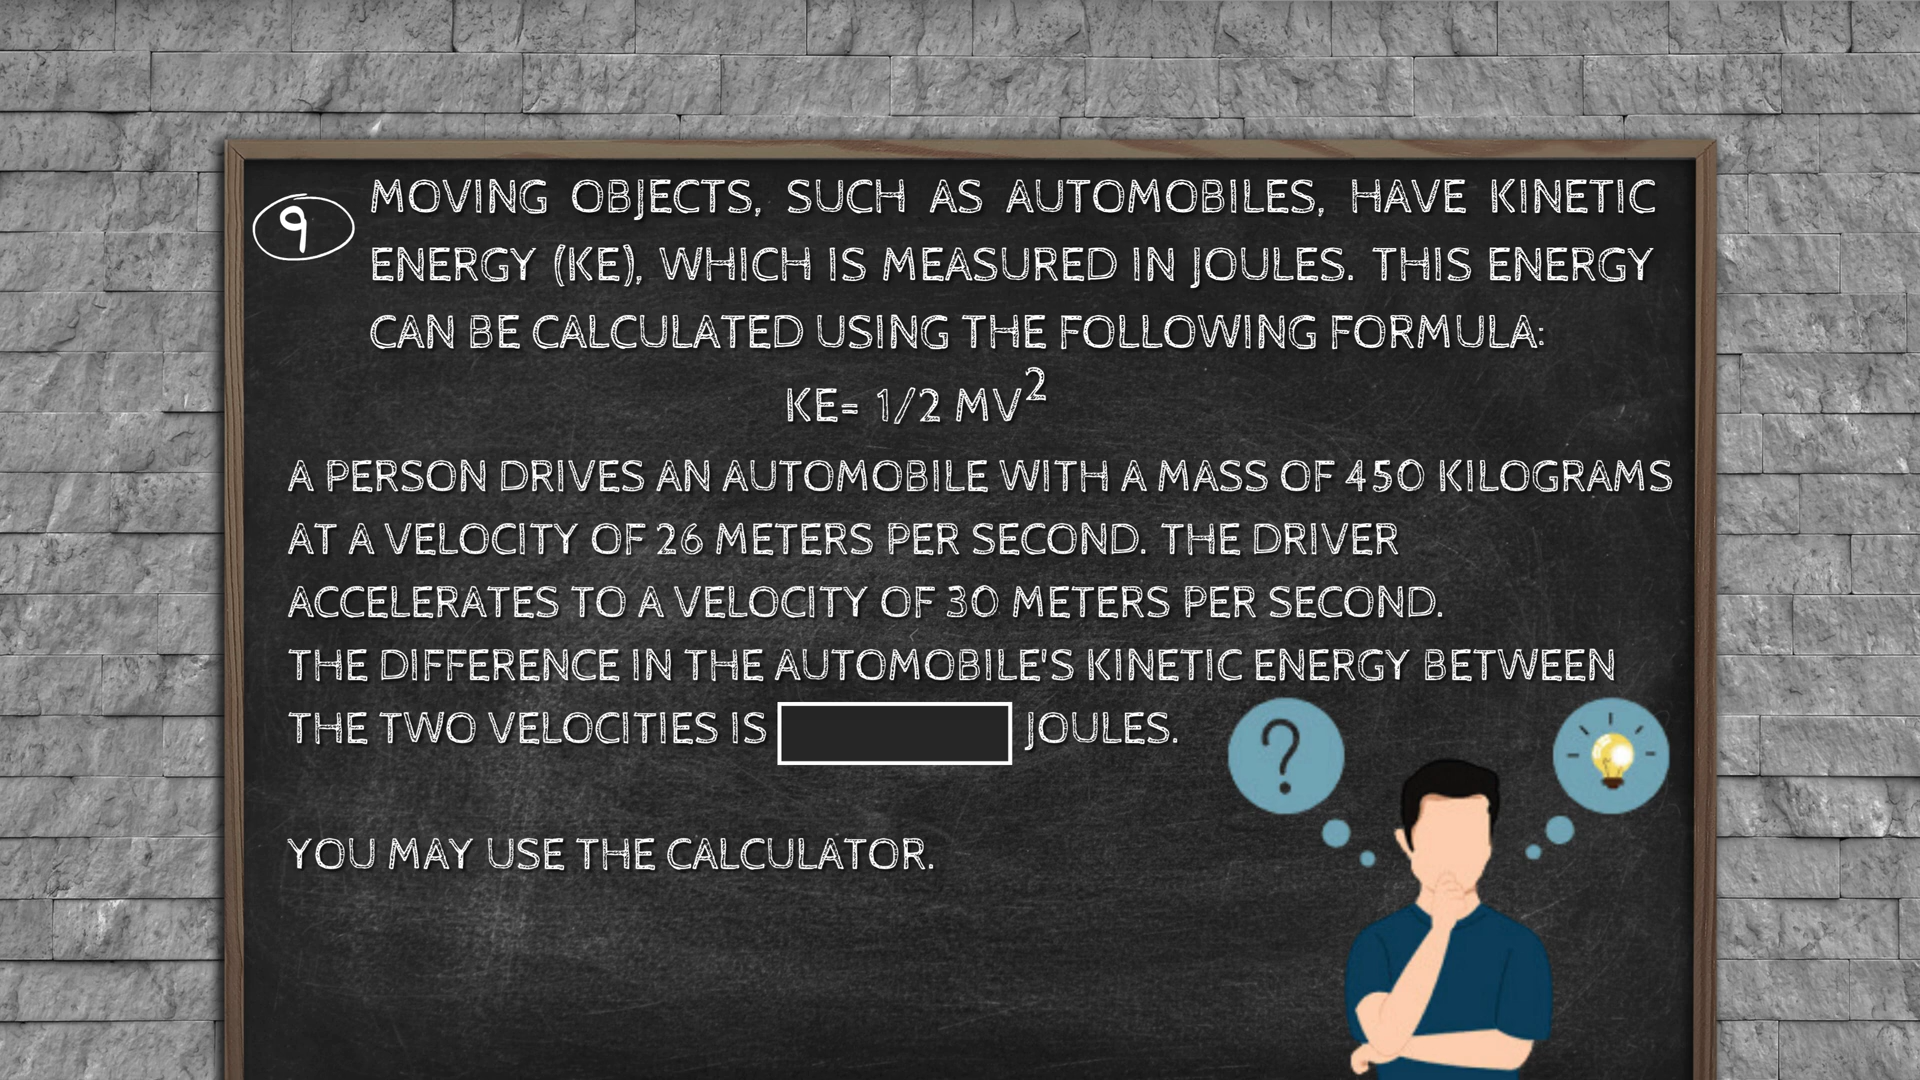 9
MOVING OBJECTS, SUCH AS AUTOMOBILES, HAVE KINETIC
ENERGY (KE), WHICH IS MEASURED IN JOULES. THIS ENERGY
CAN BE CALCULATED USING THE FOLLOWING FORMULA:
KE= 1/2 MV²
A PERSON DRIVES AN AUTOMOBILE WITH A MASS OF 450 KILOGRAMS
AT A VELOCITY OF 26 METERS PER SECOND. THE DRIVER
ACCELERATES TO A VELOCITY OF 30 METERS PER SECOND.
THE DIFFERENCE IN THE AUTOMOBILE'S KINETIC ENERGY BETWEEN
THE TWO VELOCITIES IS JOULES.
?
YOU MAY USE THE CALCULATOR.